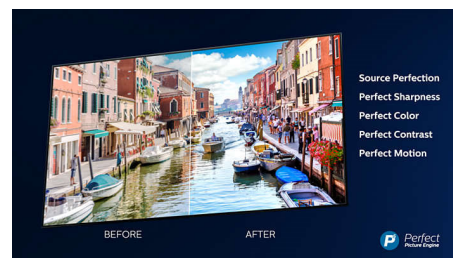 Source Perfection
Perfect Sharpness
Perfect Color
Perfect Contrast
Perfect Motion
BEFORE
AFTER
P
Perfect
Picture Engine